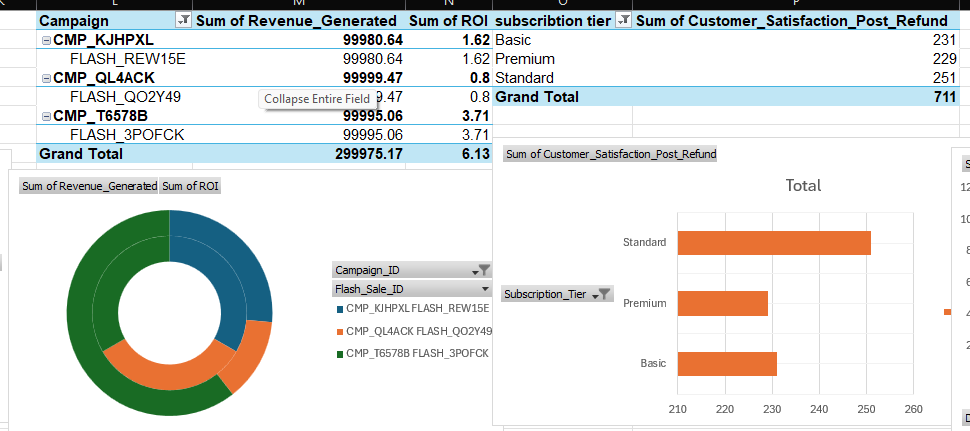 L M N O P
Campaign Sum of Revenue_Generated Sum of ROI subscribtion tier Sum of Customer_Satisfaction_Post_Refund
CMP_KJHPXL 99980.64 1.62 Basic 231
FLASH_REW15E 99980.64 1.62 Premium 229
CMP_QL4ACK 99999.47 0.8 Standard 251
FLASH_QO2Y49 9.47 0.8 Grand Total 711
Collapse Entire Field
CMP_T6578B 99995.06 3.71
FLASH_3POFCK 99995.06 3.71
Grand Total 299975.17 6.13
Sum of Revenue_Generated Sum of ROI
Campaign_ID
Flash_Sale_ID
CMP_KJHPXL FLASH_REW15E
CMP_QL4ACK FLASH_QO2Y49
CMP_T6578B FLASH_3POFCK
Sum of Customer_Satisfaction_Post_Refund
Total
Standard
Subscription_Tier
Premium
Basic
210 220 230 240 250 260